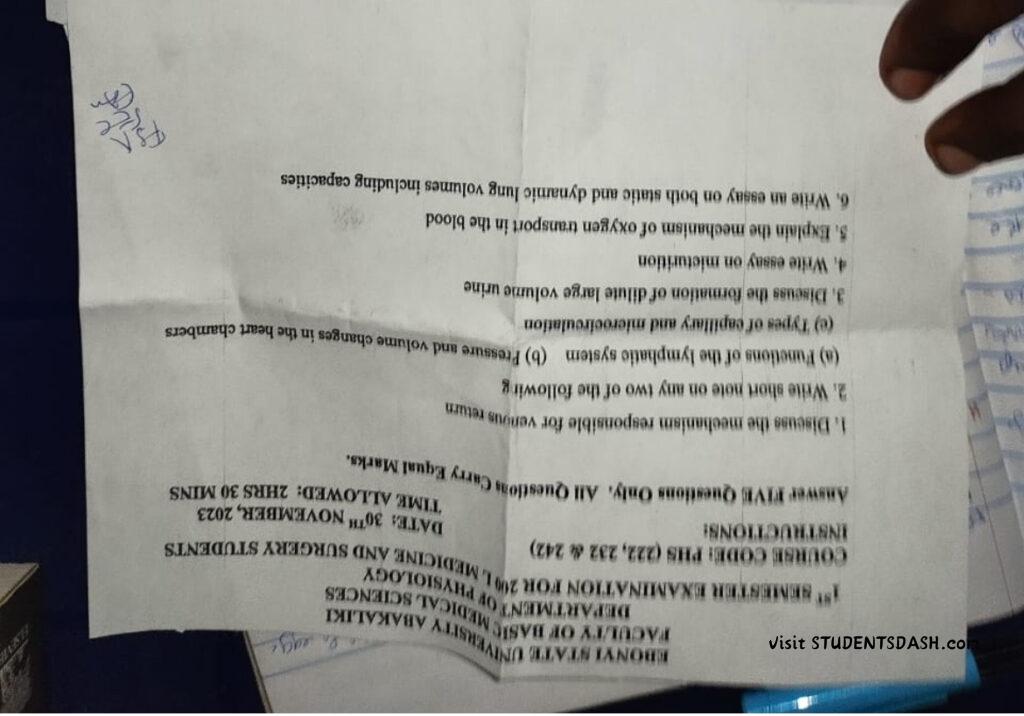 EBONYI STATE UNIVERSITY ABAKALIKI
FACULTY OF BASIC MEDICAL SCIENCES
DEPARTMENT OF PHYSIOLOGY
1ST SEMESTER EXAMINATION FOR 200 L MEDICINE AND SURGERY STUDENTS
COURSE CODE: PHS (222, 232 & 242)
DATE: 30TH NOVEMBER, 2023
INSTRUCTIONS:
TIME ALLOWED: 2HRS 30 MINS
Answer FIVE Questions Only. All Questions Carry Equal Marks.
1. Discuss the mechanism responsible for venous return
2. Write short note on any two of the following
(a) Functions of the lymphatic system (b) Pressure and volume changes in the heart chambers
(c) Types of capillary and microcirculation
3. Discuss the formation of dilute large volume urine
4. Write essay on micturition
5. Explain the mechanism of oxygen transport in the blood
6. Write an essay on both static and dynamic lung volumes including capacities
visit STUDENTSDASH.com